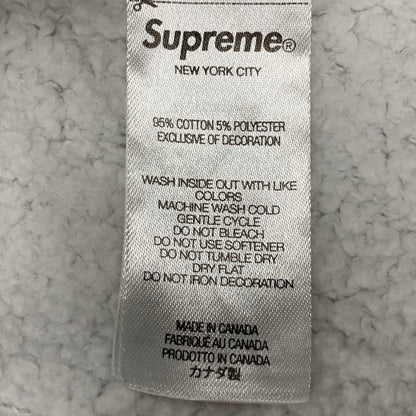 Supreme®
NEW YORK CITY
95% COTTON 5% POLYESTER
EXCLUSIVE OF DECORATION
WASH INSIDE OUT WITH LIKE
COLORS
MACHINE WASH COLD
GENTLE CYCLE
DO NOT BLEACH
DO NOT USE SOFTENER
DO NOT TUMBLE DRY
DRY FLAT
DO NOT IRON DECORATION
MADE IN CANADA
FABRIQUÉ AU CANADA
PRODOTTO IN CANADA
カナダ製